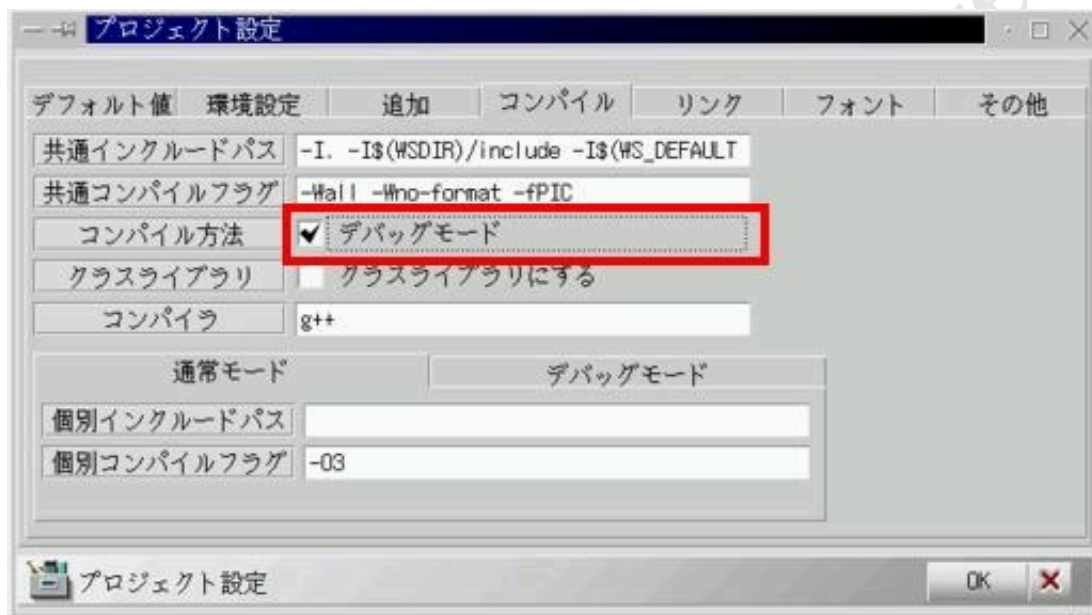 プロジェクト設定
デフォルト値 環境設定 追加 コンパイル リンク フォント その他
共通インクルードパス -I. -I$(WSDIR)/include -I$(WS_DEFAULT
共通コンパイルフラグ -Wall -Wno-format -fPIC
コンパイル方法 デバッグモード
クラスライブラリ クラスライブラリにする
コンパイラ g++
通常モード デバッグモード
個別インクルードパス
個別コンパイルフラグ -O3
プロジェクト設定 OK